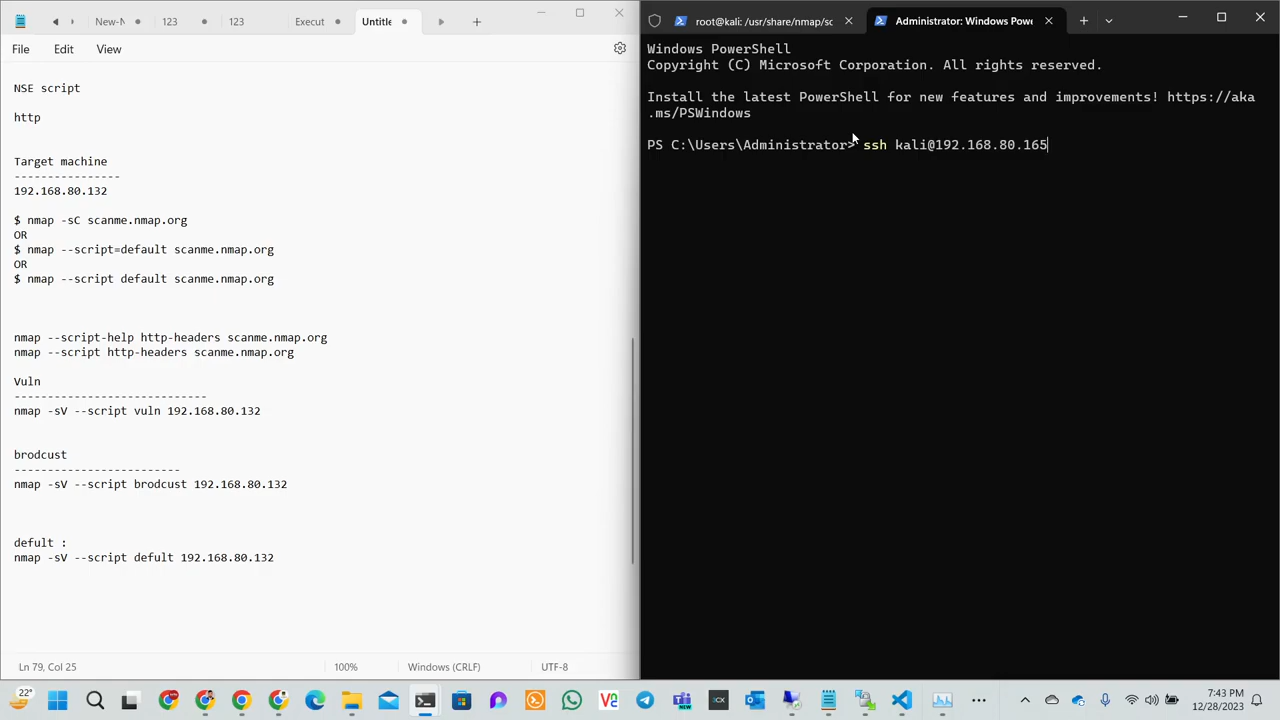 New-N
123
123
Execut
Untitle
File
Edit
View
NSE script
http
Target machine
----------------
192.168.80.132
$ nmap -sC scanme.nmap.org
OR
$ nmap --script=default scanme.nmap.org
OR
$ nmap --script default scanme.nmap.org
nmap --script-help http-headers scanme.nmap.org
nmap --script http-headers scanme.nmap.org
Vuln
-----------------------------
nmap -sV --script vuln 192.168.80.132
brodcust
-------------------------
nmap -sV --script brodcust 192.168.80.132
defult :
nmap -sV --script defult 192.168.80.132
Ln 79, Col 25
100%
Windows (CRLF)
UTF-8
root@kali: /usr/share/nmap/sc
Administrator: Windows Pow
Windows PowerShell
Copyright (C) Microsoft Corporation. All rights reserved.
Install the latest PowerShell for new features and improvements! https://aka
.ms/PSWindows
PS C:\Users\Administrator> ssh kali@192.168.80.165
22°
7:43 PM
12/28/2023